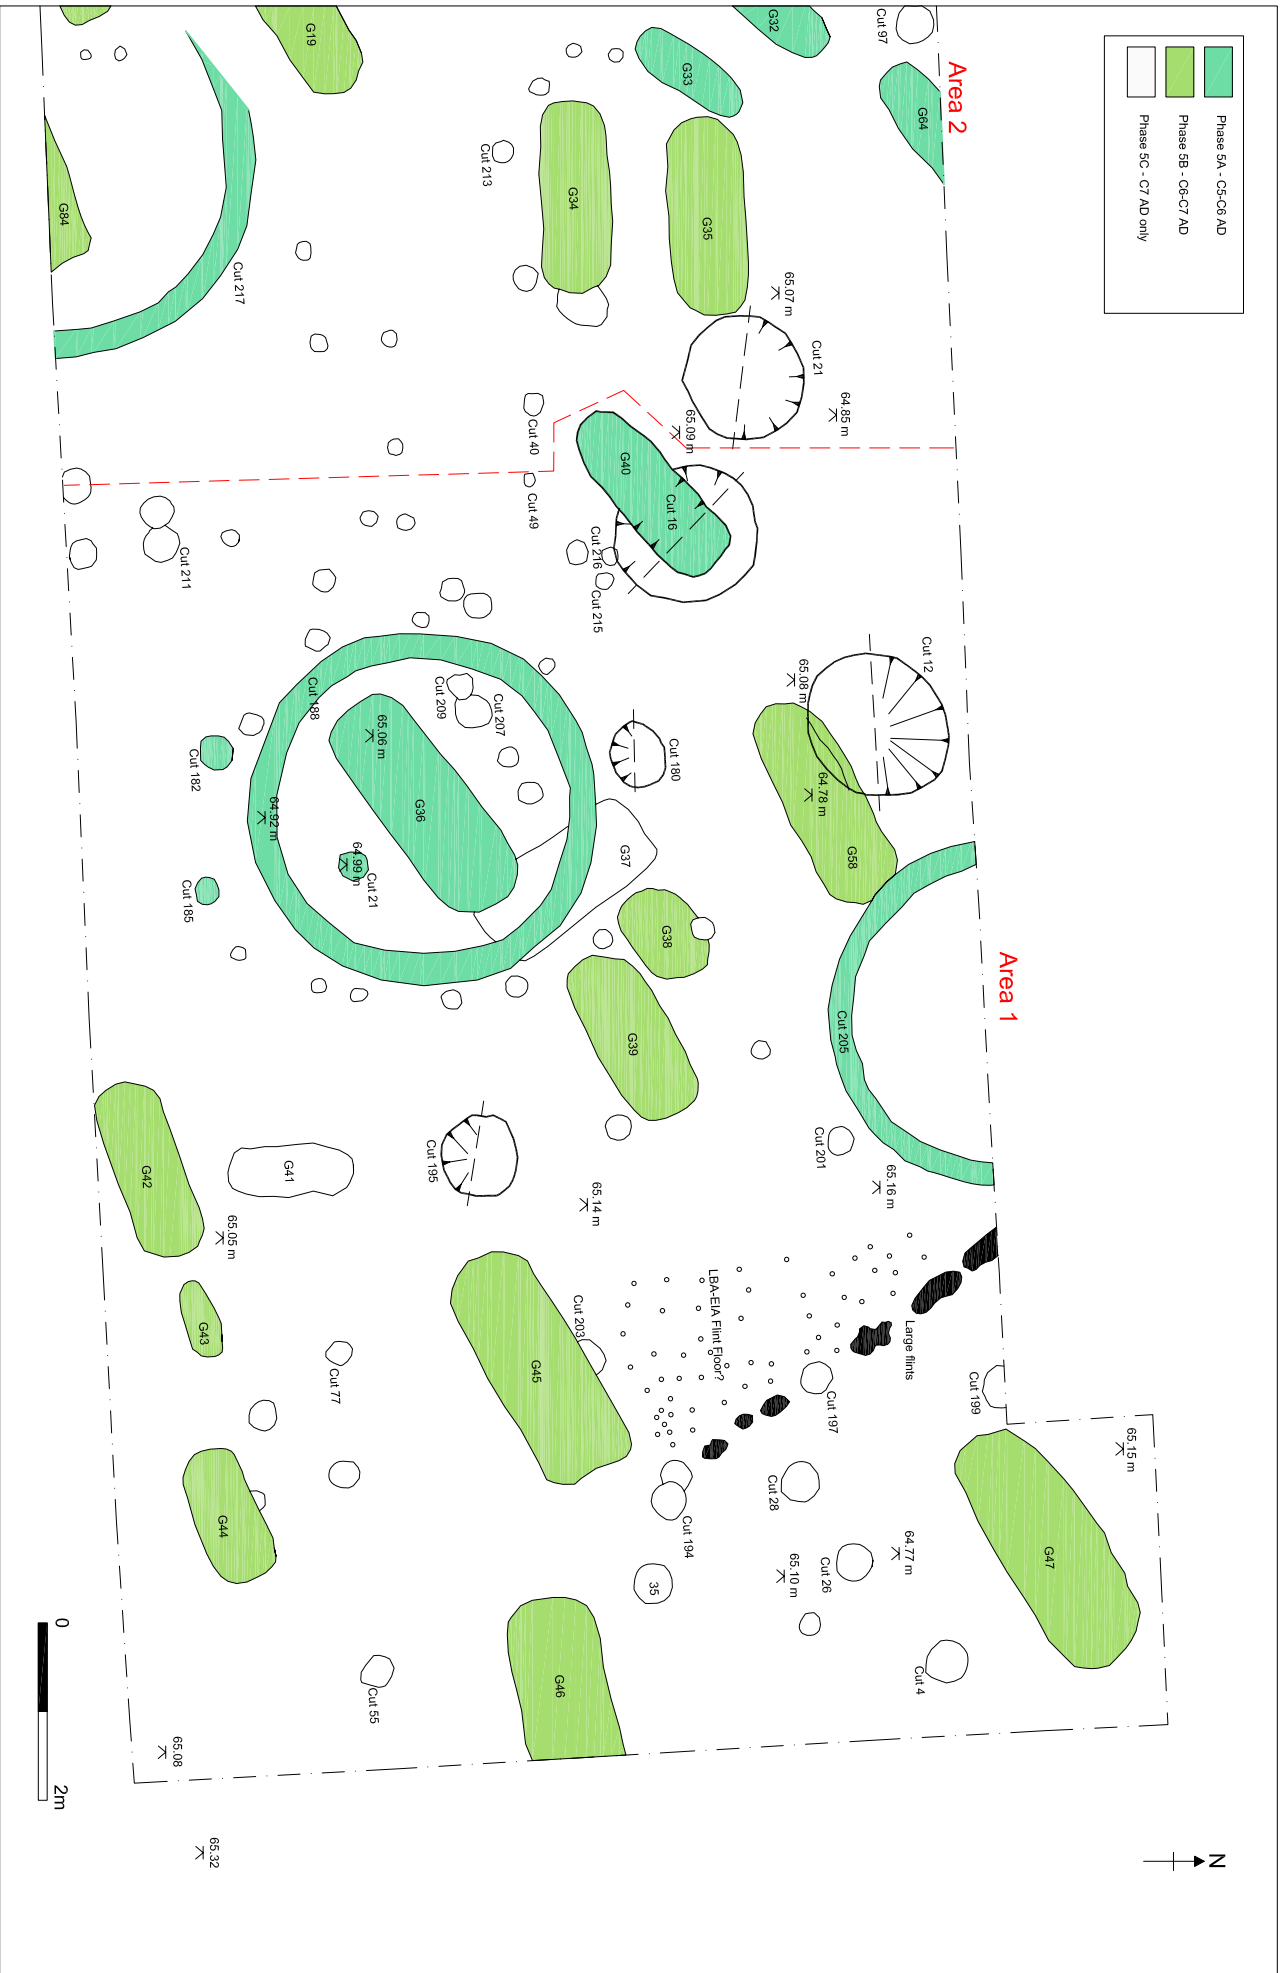 Phase 5A - C5-C6 AD
Phase 5B - C6-C7 AD
Phase 5C - C7 AD only
Area 2
Area 1
N
Cut 97
G32
G64
G33
G19
G35
G34
Cut 213
G84
Cut 217
65.07 m
Cut 21
64.85 m
65.09 m
Cut 40
G40
Cut 16
Cut 49
Cut 216
Cut 215
Cut 211
Cut 12
65.08 m
64.78 m
G58
Cut 180
Cut 207
Cut 209
Cut 188
65.06 m
G36
Cut 182
64.92 m
64.99 m
Cut 21
Cut 185
G37
G38
G39
Cut 205
Cut 201
65.16 m
65.14 m
Cut 195
G41
G42
65.05 m
G43
Large flints
LBA-EIA Flint Floor?
Cut 203
G45
Cut 197
Cut 199
65.15 m
Cut 77
G44
Cut 194
Cut 28
Cut 26
64.77 m
65.10 m
G47
35
Cut 4
G46
Cut 55
65.08
65.32
0
2m